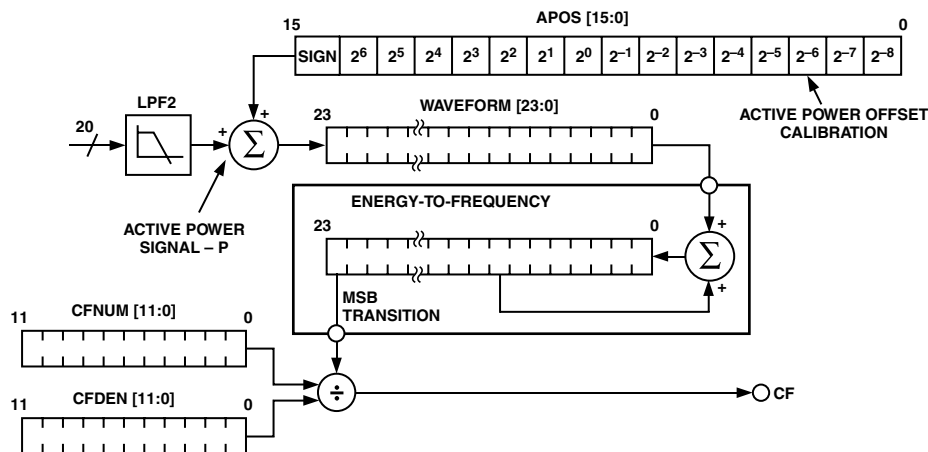 APOS [15:0]
15 0
SIGN 2⁶ 2⁵ 2⁴ 2³ 2² 2¹ 2⁰ 2⁻¹ 2⁻² 2⁻³ 2⁻⁴ 2⁻⁵ 2⁻⁶ 2⁻⁷ 2⁻⁸
ACTIVE POWER OFFSET
CALIBRATION
LPF2
20
+ +
Σ
WAVEFORM [23:0]
23 0
ACTIVE POWER
SIGNAL – P
ENERGY-TO-FREQUENCY
23 0
+
Σ
+
MSB
TRANSITION
CFNUM [11:0]
11 0
÷
CF
CFDEN [11:0]
11 0